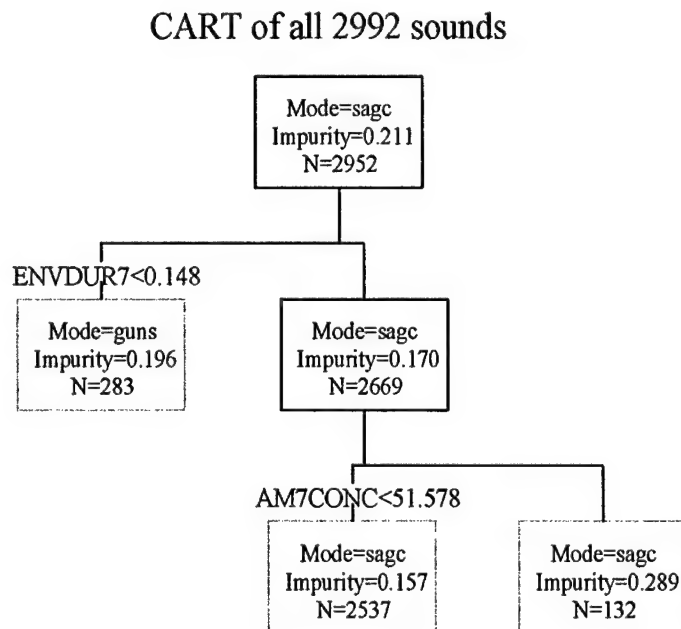 CART of all 2992 sounds
Mode=sagc
Impurity=0.211
N=2952
ENVDUR7<0.148
Mode=guns
Impurity=0.196
N=283
Mode=sagc
Impurity=0.170
N=2669
AM7CONC<51.578
Mode=sagc
Impurity=0.157
N=2537
Mode=sagc
Impurity=0.289
N=132